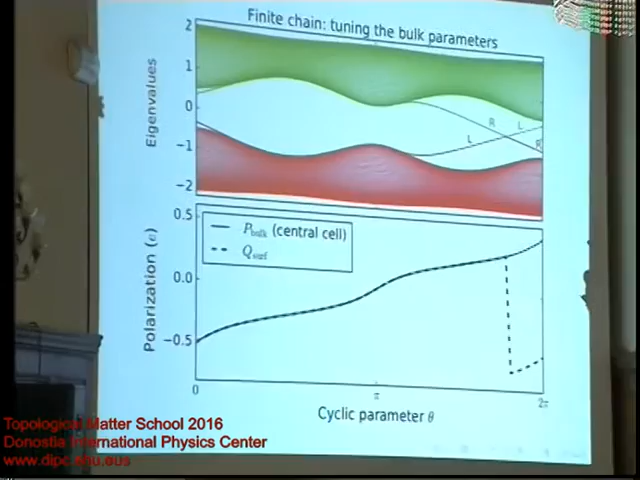 Finite chain: tuning the bulk parameters
Eigenvalues
2
1
0
−1
−2
R
L
L
R
Polarization (e)
0.5
0.0
−0.5
P_bulk (central cell)
Q_surf
0
π
2π
Cyclic parameter θ
Topological Matter School 2016
Donostia International Physics Center
www.dipc.ehu.eus